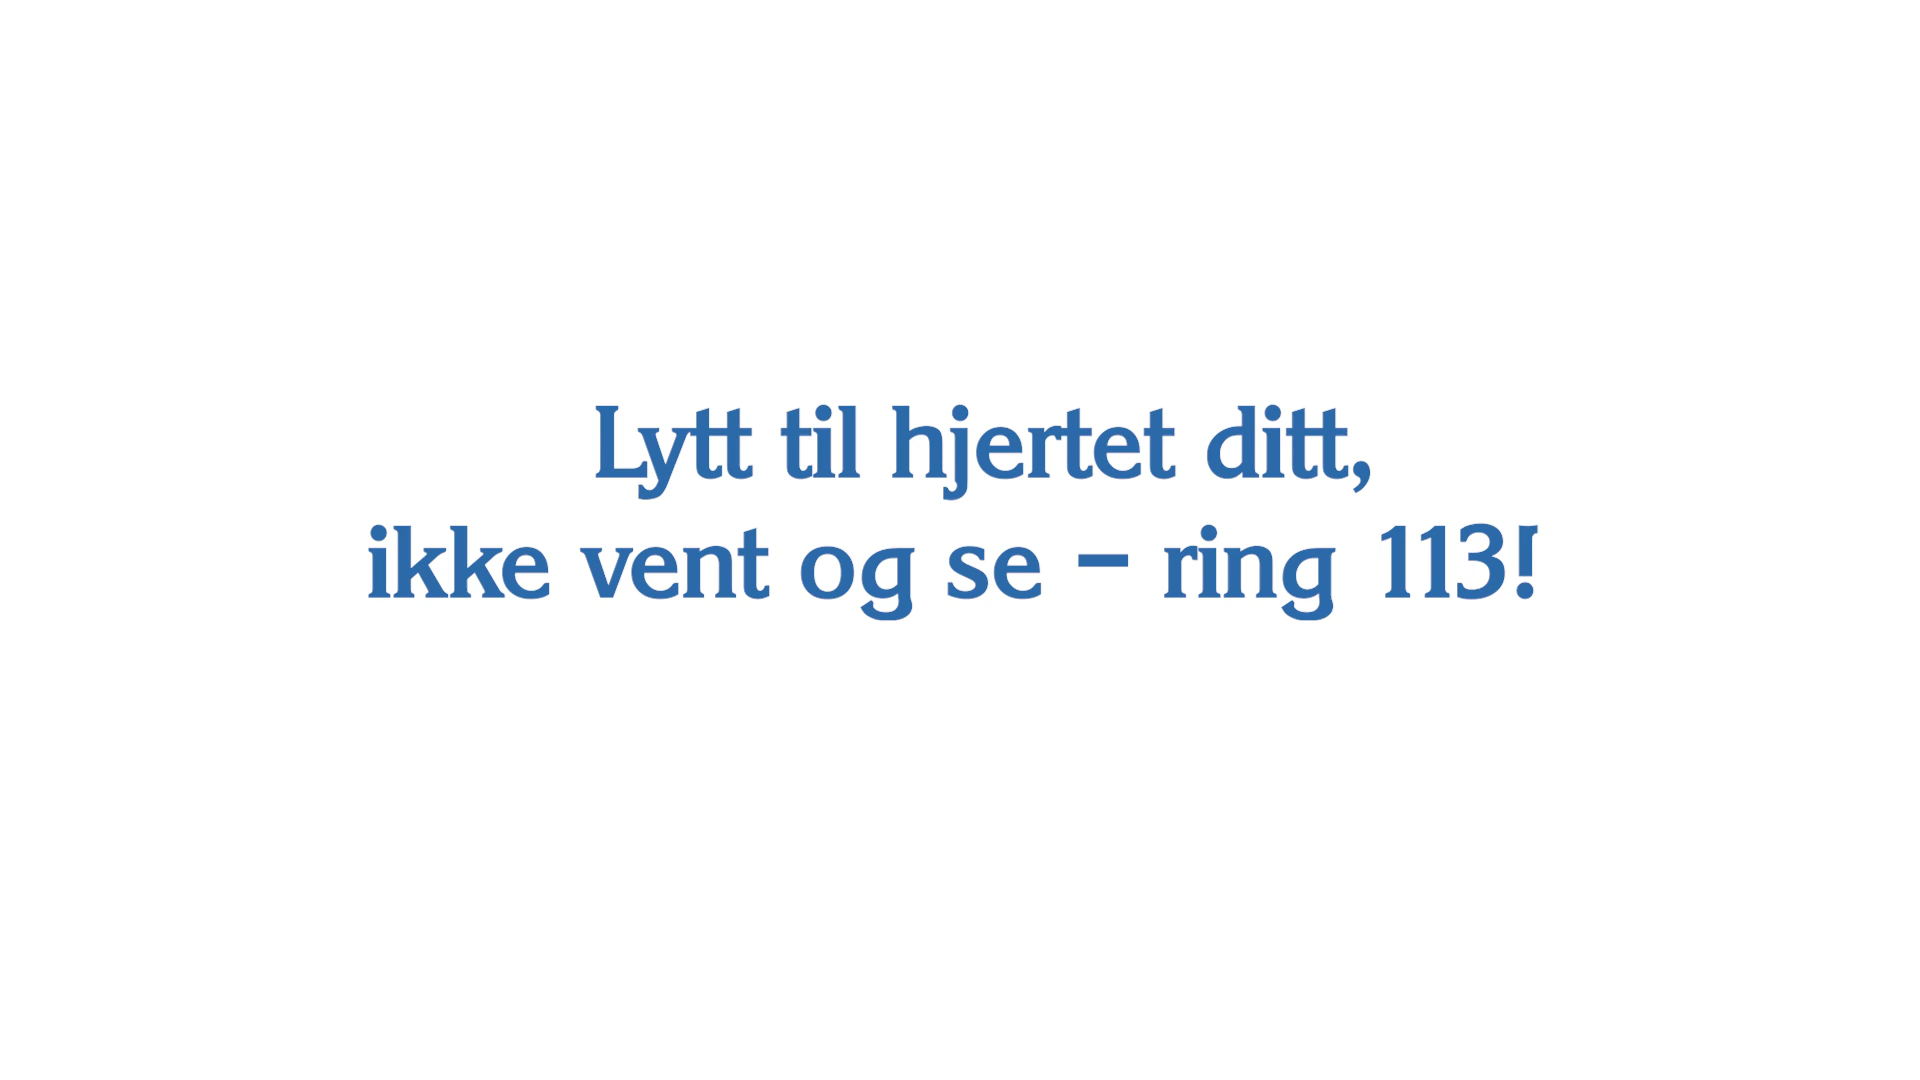 Lytt til hjertet ditt,
ikke vent og se – ring 113!